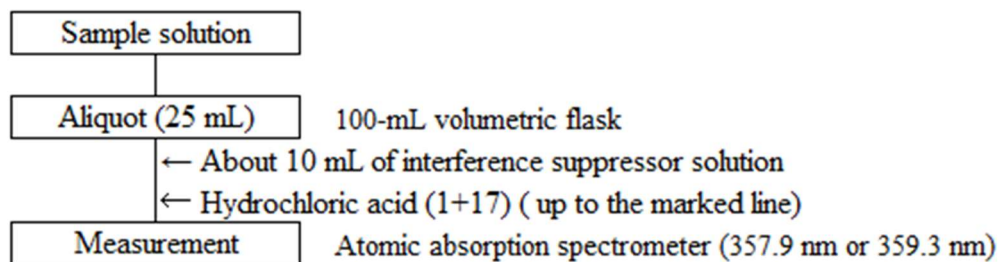 Sample solution
Aliquot (25 mL) 100-mL volumetric flask
← About 10 mL of interference suppressor solution
← Hydrochloric acid (1+17) ( up to the marked line)
Measurement Atomic absorption spectrometer (357.9 nm or 359.3 nm)